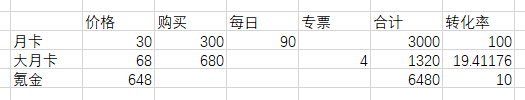 价格 购买 每日 专票 合计 转化率
月卡 30 300 90 3000 100
大月卡 68 680 4 1320 19.41176
氪金 648 6480 10